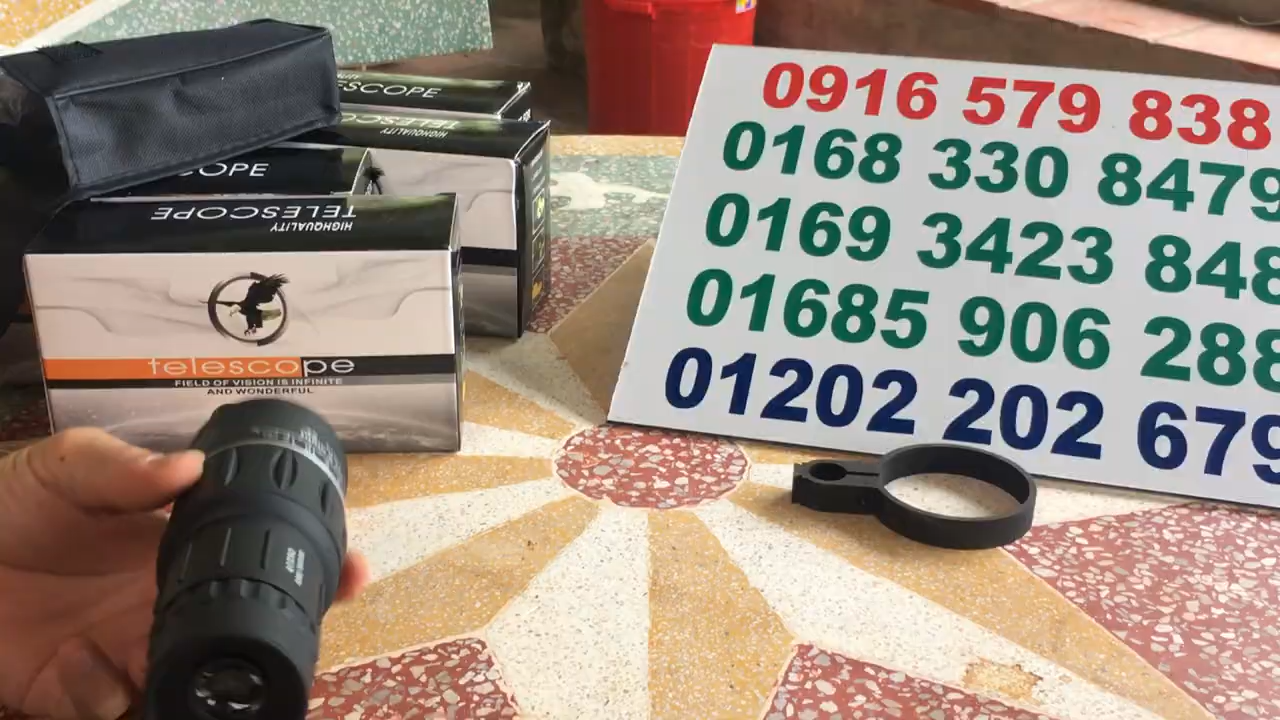 SCOPE
HIGHQUALITY
TELESCOPE
COPE
HIGHQUALITY
TELESCOPE
telescope
FIELD OF VISION IS INFINITE
AND WONDERFUL
0916 579 838
0168 330 8479
0169 3423 848
01685 906 288
01202 202 679